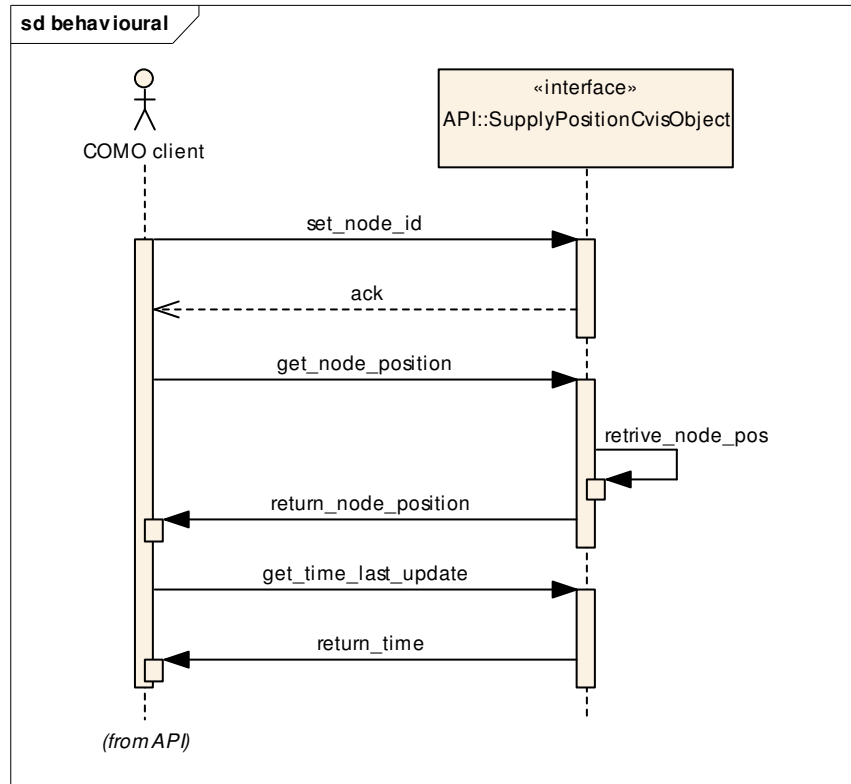 sd behavioural
COMO client
«interface»
API::SupplyPositionCvisObject
set_node_id
ack
get_node_position
retrive_node_pos
return_node_position
get_time_last_update
return_time
(from API)